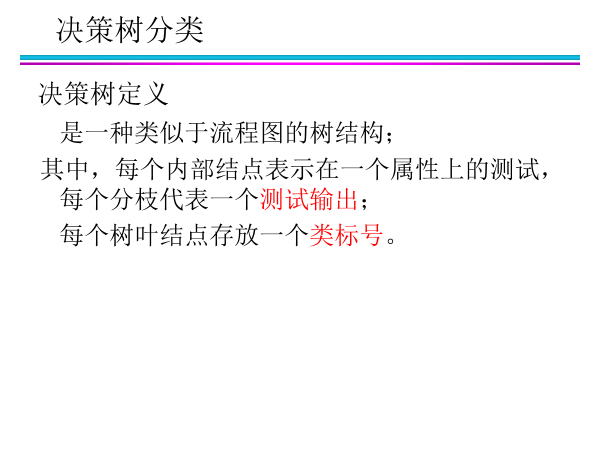 决策树分类
决策树定义
是一种类似于流程图的树结构；
其中，每个内部结点表示在一个属性上的测试，
每个分枝代表一个测试输出；
每个树叶结点存放一个类标号。